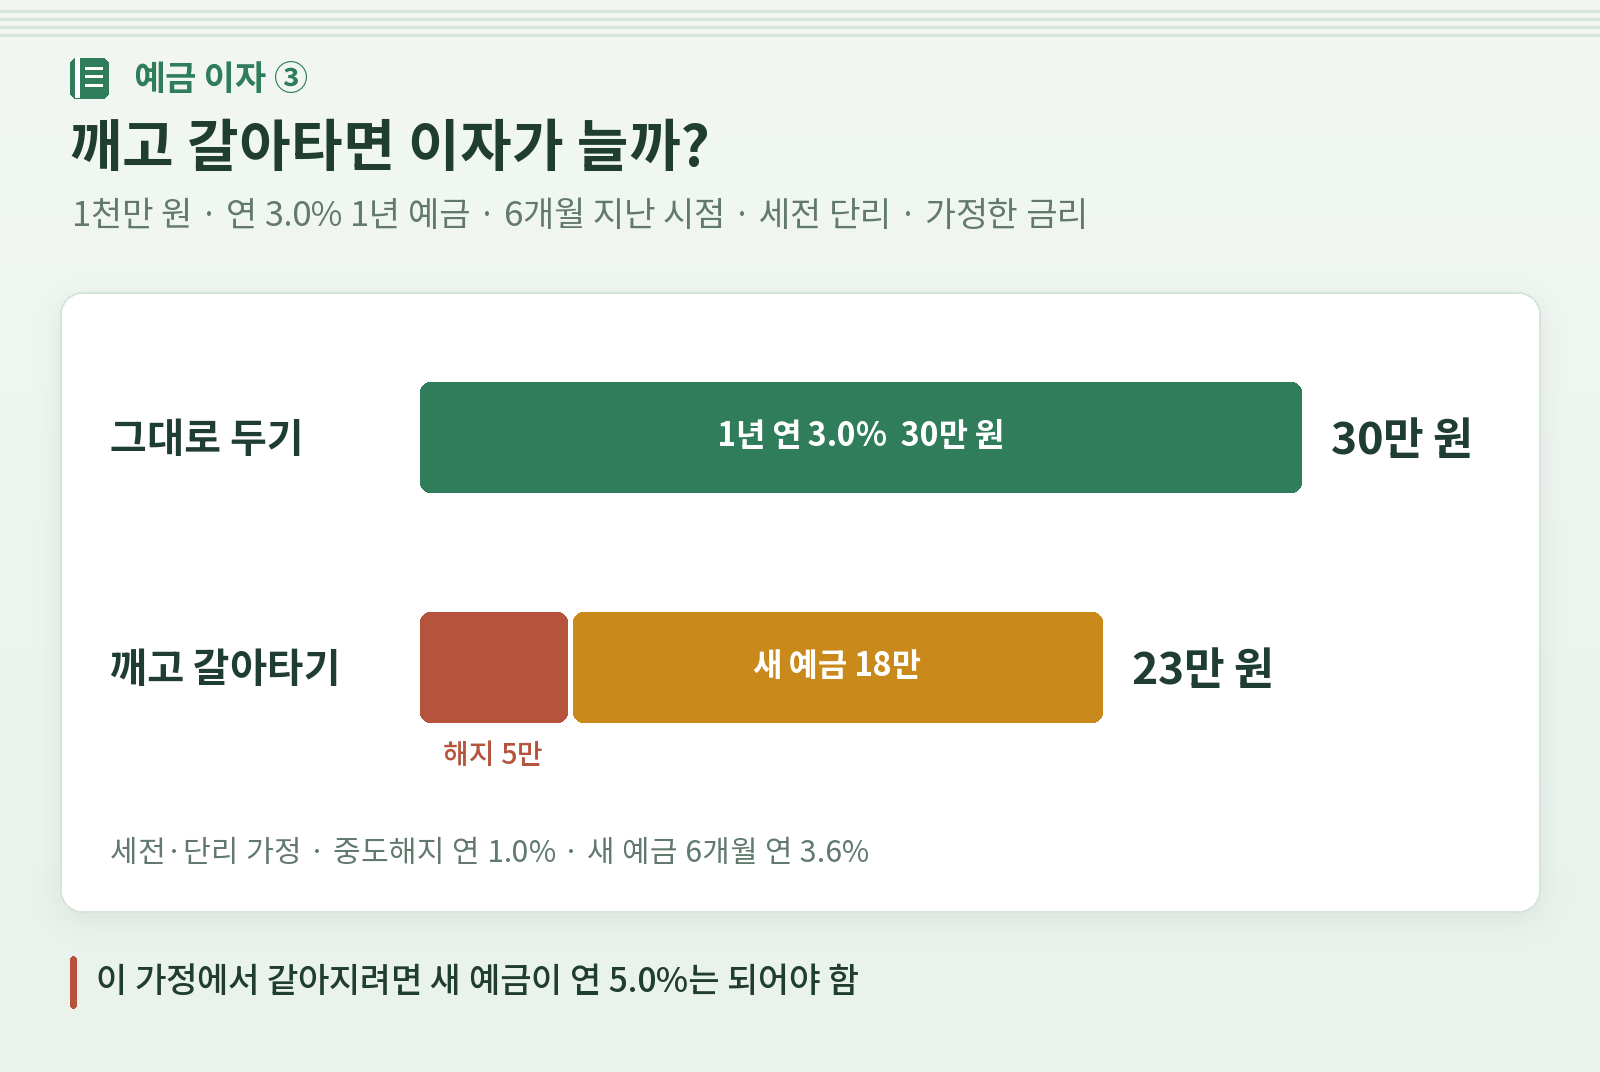 예금 이자 ③
깨고 갈아타면 이자가 늘까?
1천만 원 · 연 3.0% 1년 예금 · 6개월 지난 시점 · 세전 단리 · 가정한 금리
그대로 두기
1년 연 3.0% 30만 원
30만 원
깨고 갈아타기
새 예금 18만
23만 원
해지 5만
세전·단리 가정 · 중도해지 연 1.0% · 새 예금 6개월 연 3.6%
이 가정에서 같아지려면 새 예금이 연 5.0%는 되어야 함